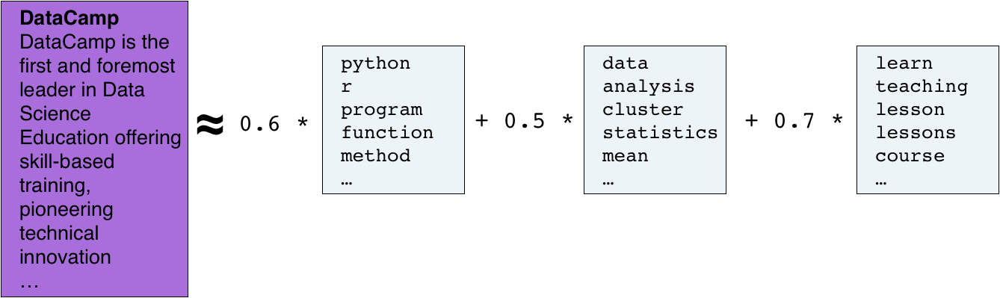 DataCamp
DataCamp is the
first and foremost
leader in Data
Science
Education offering
skill-based
training,
pioneering
technical
innovation
…
≈ 0.6 *
python
r
program
function
method
…
+ 0.5 *
data
analysis
cluster
statistics
mean
…
+ 0.7 *
learn
teaching
lesson
lessons
course
…